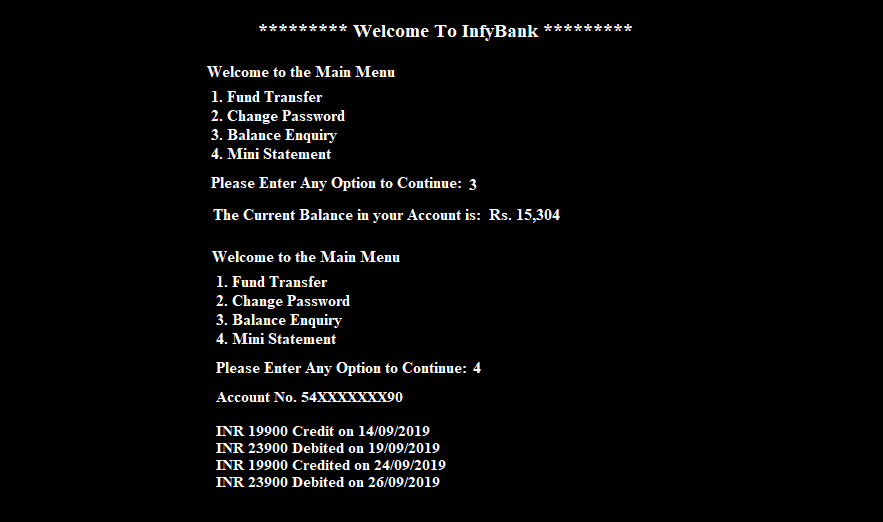 ********* Welcome To InfyBank *********
Welcome to the Main Menu
1. Fund Transfer
2. Change Password
3. Balance Enquiry
4. Mini Statement
Please Enter Any Option to Continue: 3
The Current Balance in your Account is: Rs. 15,304
Welcome to the Main Menu
1. Fund Transfer
2. Change Password
3. Balance Enquiry
4. Mini Statement
Please Enter Any Option to Continue: 4
Account No. 54XXXXXXX90
INR 19900 Credit on 14/09/2019
INR 23900 Debited on 19/09/2019
INR 19900 Credited on 24/09/2019
INR 23900 Debited on 26/09/2019